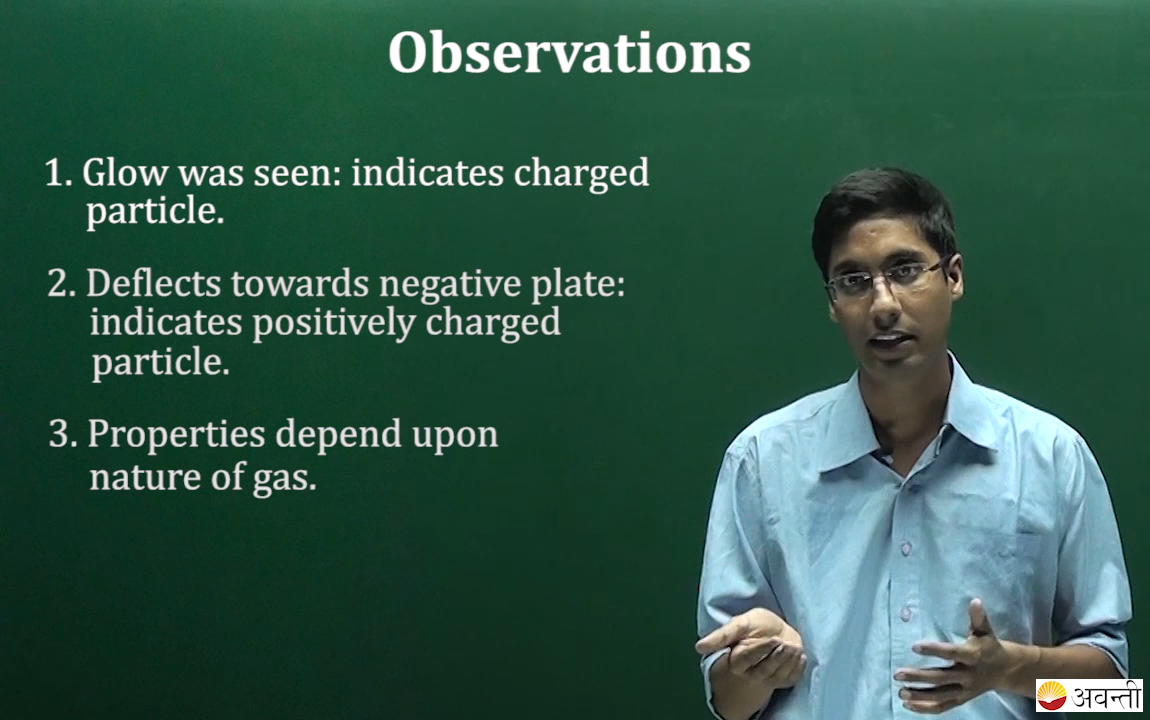 Observations
1. Glow was seen: indicates charged
particle.
2. Deflects towards negative plate:
indicates positively charged
particle.
3. Properties depend upon
nature of gas.
अवन्ती